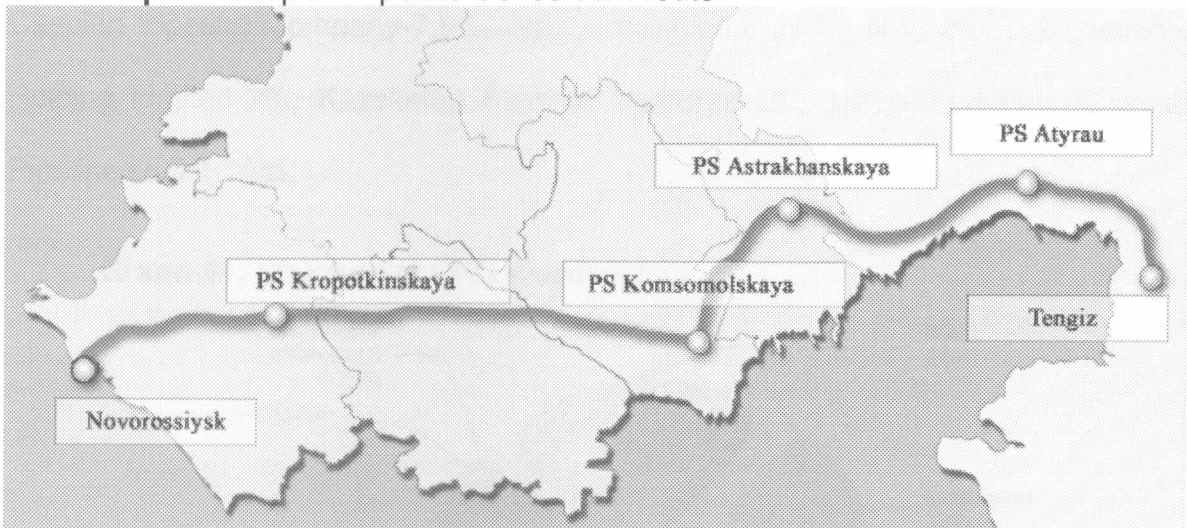 PS Atyrau
PS Astrakhanskaya
PS Kropotkinskaya
PS Komsomolskaya
Tengiz
Novorossiysk